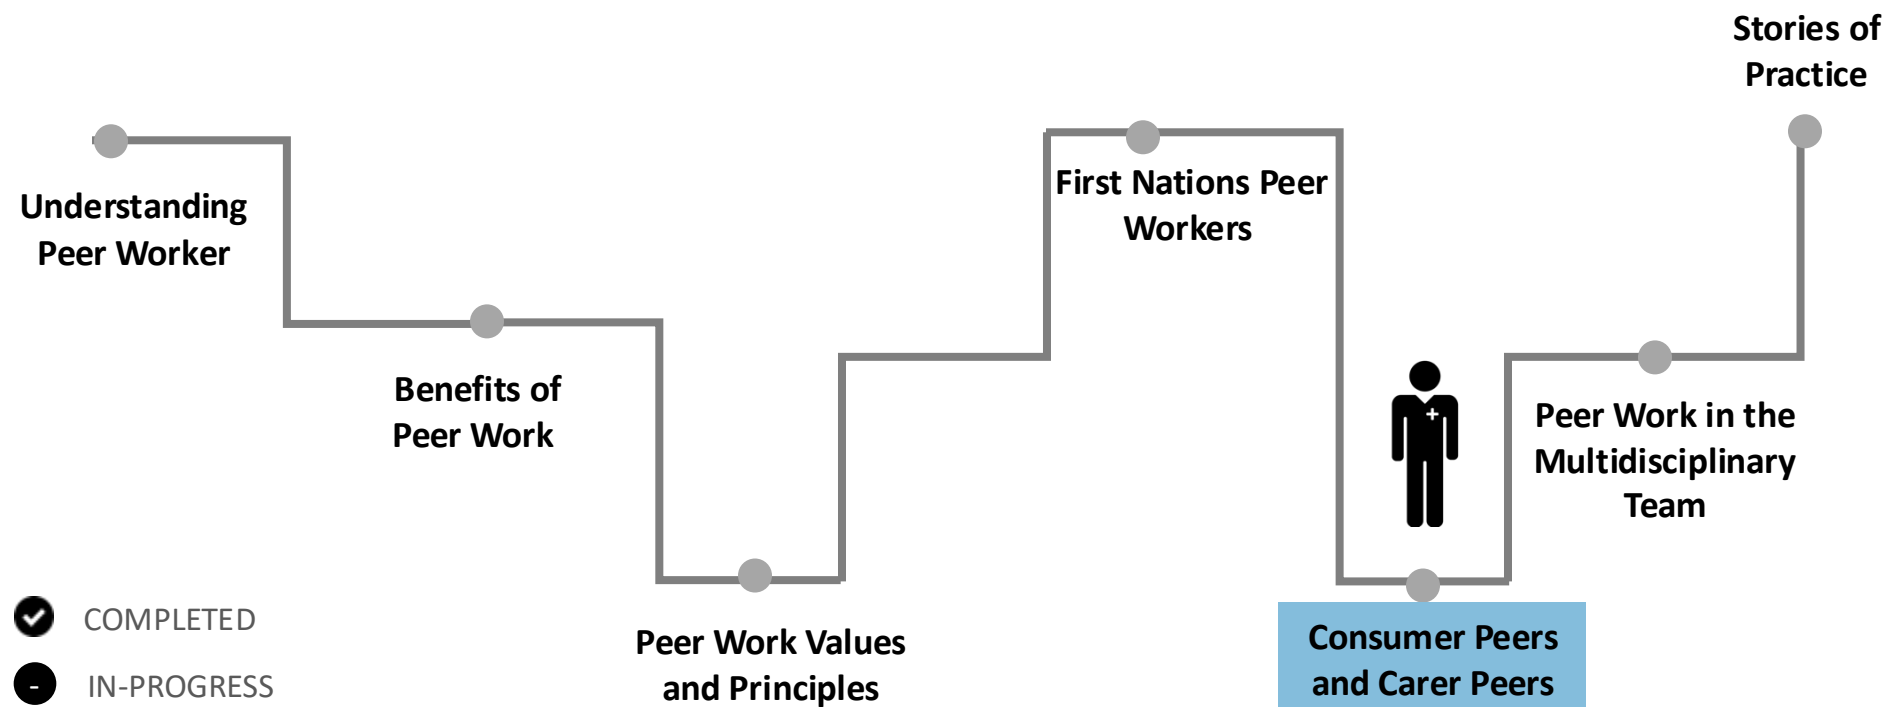 Stories of
Practice
Understanding
Peer Worker
First Nations Peer
Workers
Benefits of
Peer Work
Peer Work in the
Multidisciplinary
Team
Peer Work Values
and Principles
Consumer Peers
and Carer Peers
COMPLETED
- IN-PROGRESS